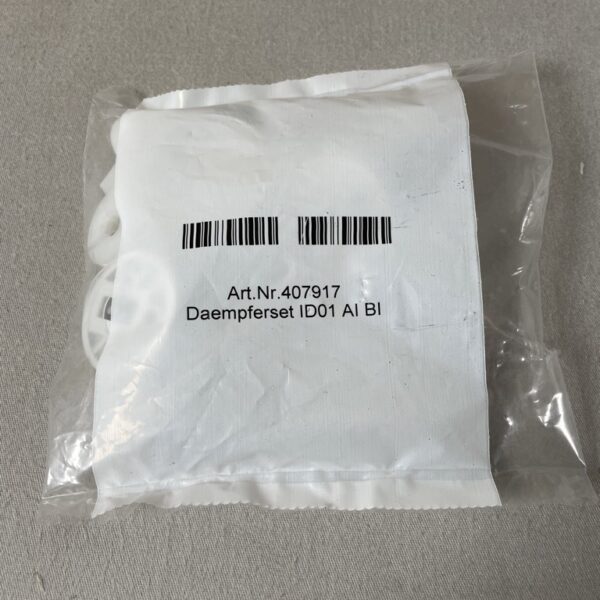 Art.Nr.407917
Daempferset ID01 AI BI